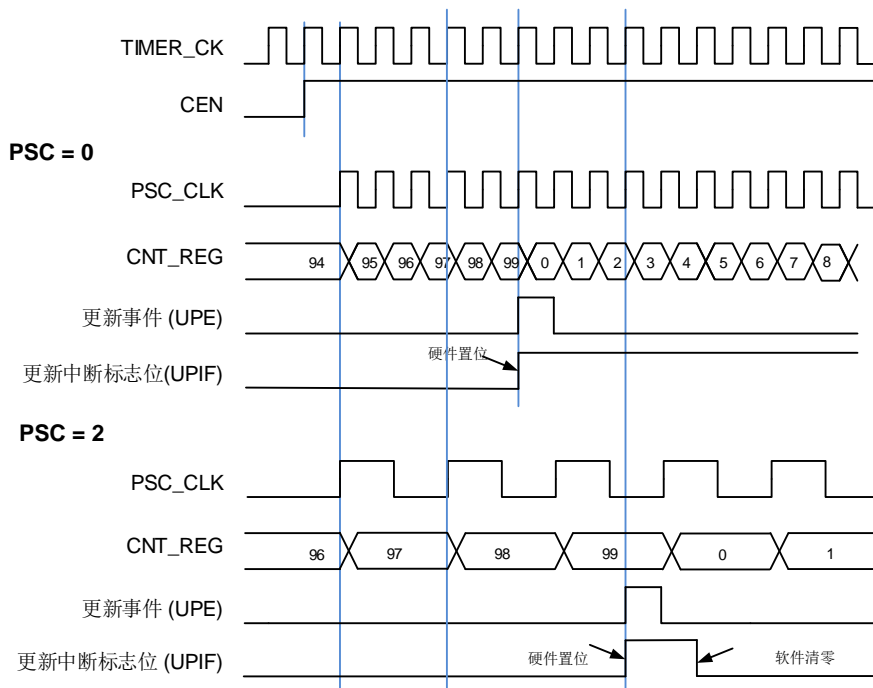 TIMER_CK
CEN
PSC = 0
PSC_CLK
CNT_REG 94 95 96 97 98 99 0 1 2 3 4 5 6 7 8
更新事件 (UPE)
硬件置位
更新中断标志位(UPIF)
PSC = 2
PSC_CLK
CNT_REG 96 97 98 99 0 1
更新事件 (UPE)
更新中断标志位 (UPIF) 硬件置位 软件清零